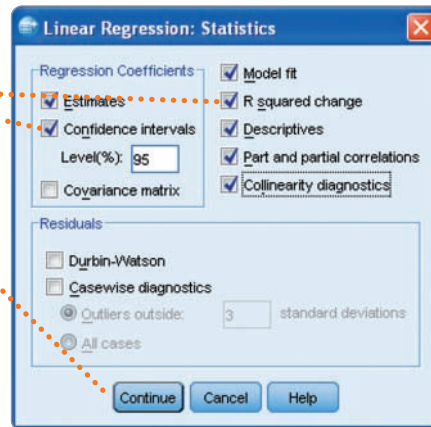 Linear Regression: Statistics
Regression Coefficients
Estimates
Confidence intervals
Level(%): 95
Covariance matrix
Model fit
R squared change
Descriptives
Part and partial correlations
Collinearity diagnostics
Residuals
Durbin-Watson
Casewise diagnostics
Outliers outside: 3 standard deviations
All cases
Continue Cancel Help